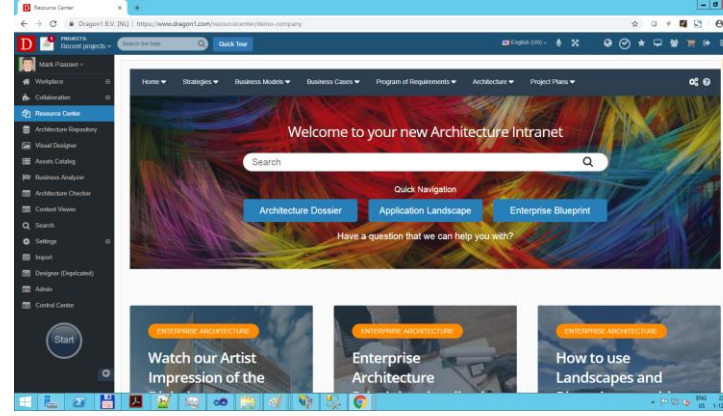 Resource Center
Dragon1 B.V. [NL] | https://www.dragon1.com/resourcecenter/demo-company
D
PROJECTS:
Recent projects
Search the help
Quick Tour
English (US)
Mark Paauwe
Workplace
Collaboration
Resource Center
Architecture Repository
Visual Designer
Assets Catalog
Business Analyzer
Architecture Checker
Content Viewer
Search
Settings
Import
Designer (Depricated)
Admin
Control Center
Start
Home Strategies Business Models Business Cases Program of Requirements Architecture Project Plans
Welcome to your new Architecture Intranet
Search
Quick Navigation
Architecture Dossier Application Landscape Enterprise Blueprint
Have a question that we can help you with?
ENTERPRISE ARCHITECTURE
Watch our Artist
Impression of the
ENTERPRISE ARCHITECTURE
Enterprise
Architecture
ENTERPRISE ARCHITECTURE
How to use
Landscapes and
ENG
US